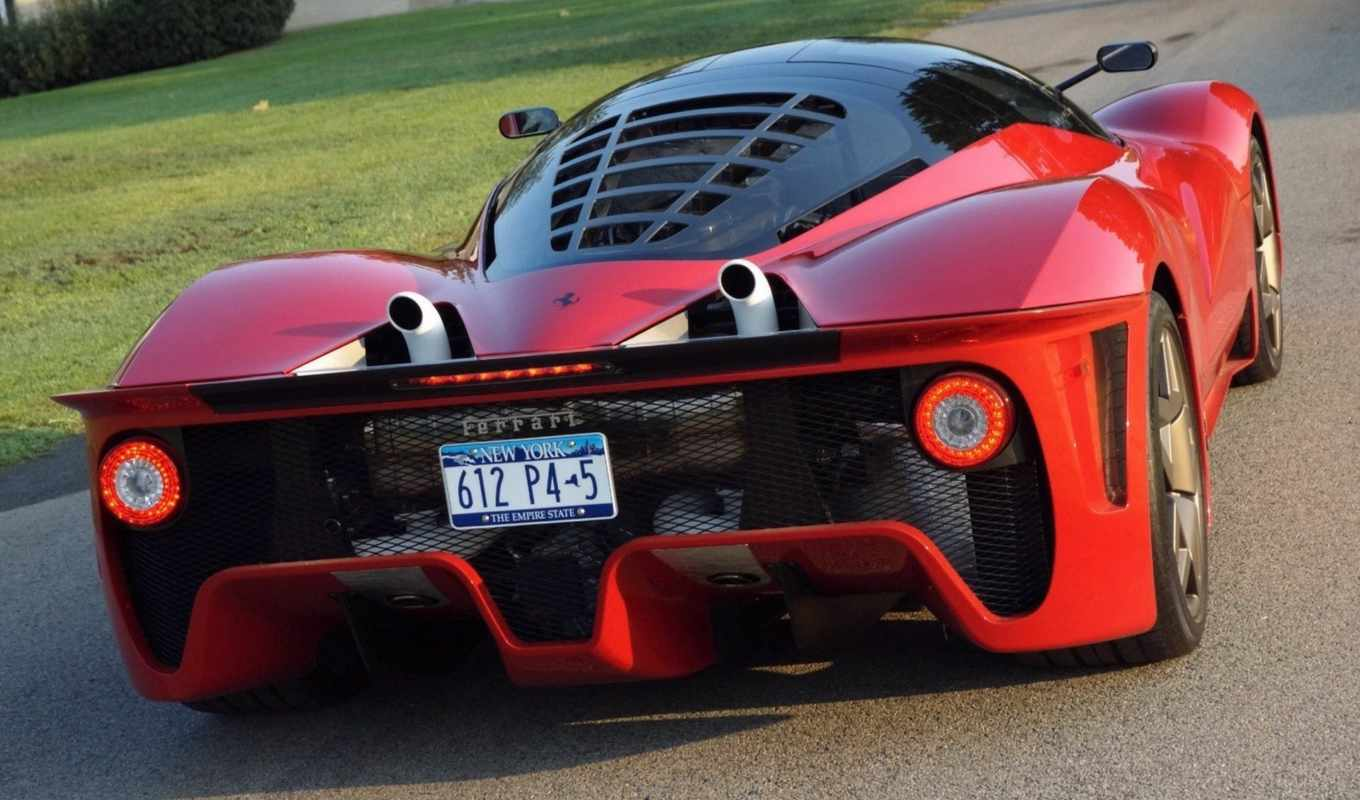 Ferrari
NEW YORK
612 P4-5
THE EMPIRE STATE